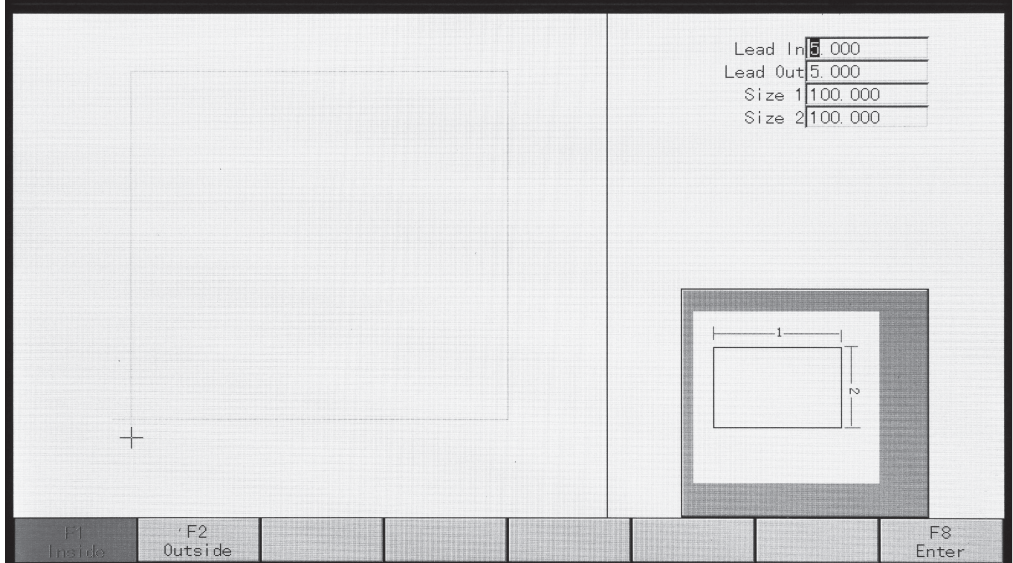 Lead In 5.000
Lead Out 5.000
Size 1 100.000
Size 2 100.000
1
2
F1
Inside
F2
Outside
F8
Enter